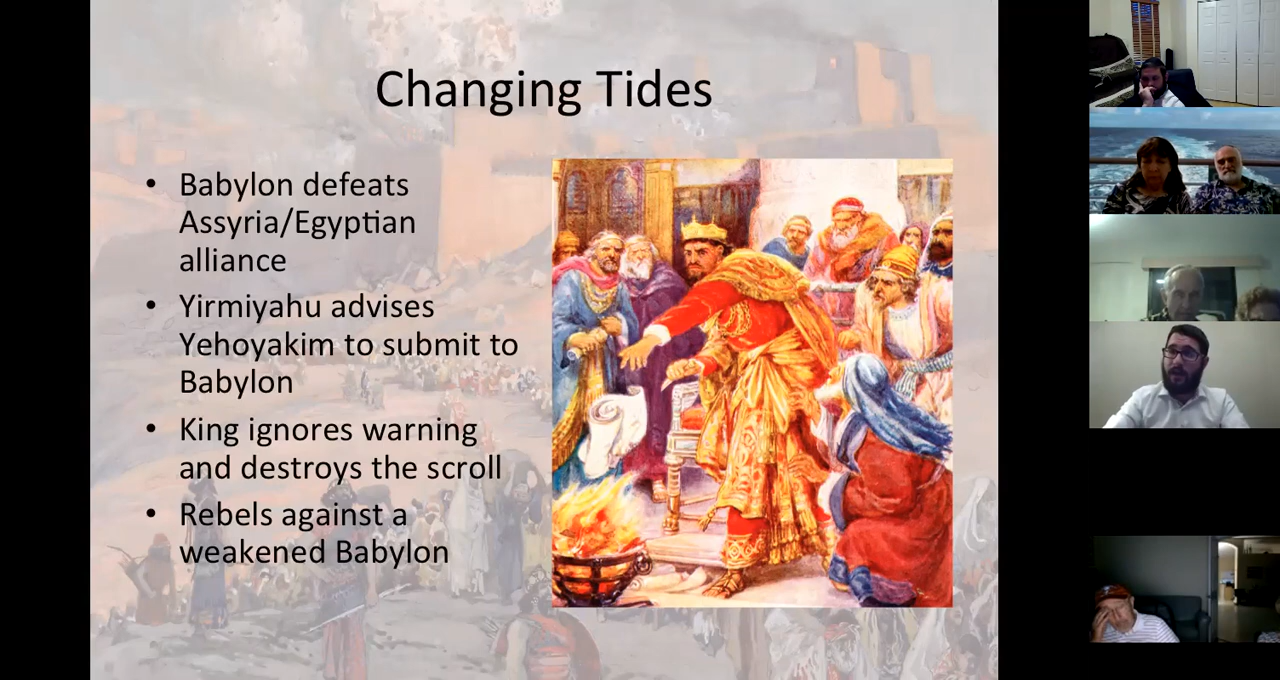 Changing Tides
• Babylon defeats
Assyria/Egyptian
alliance
• Yirmiyahu advises
Yehoyakim to submit to
Babylon
• King ignores warning
and destroys the scroll
• Rebels against a
weakened Babylon